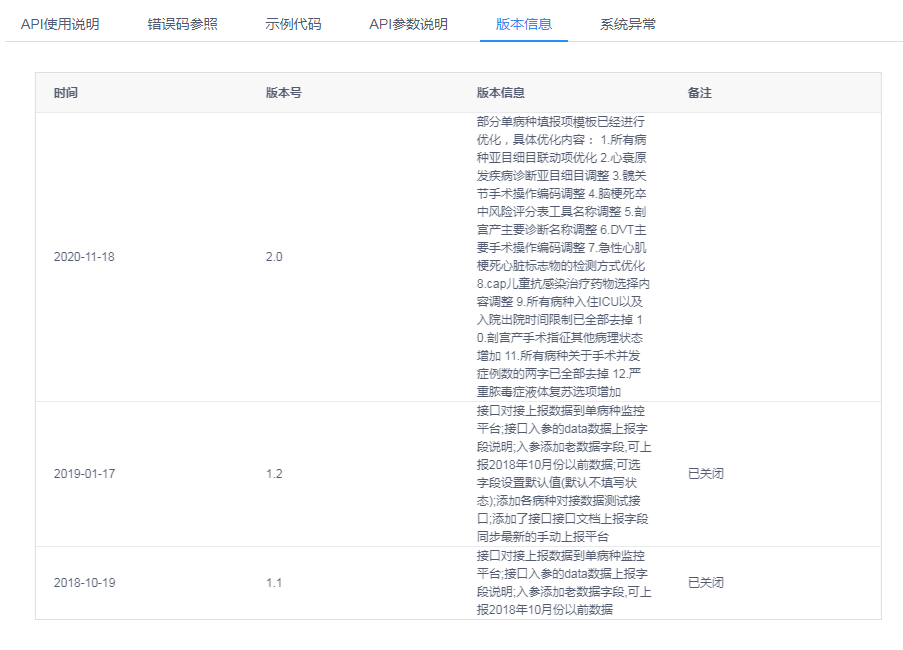 API使用说明 错误码参照 示例代码 API参数说明 版本信息 系统异常
时间 版本号 版本信息 备注
2020-11-18 2.0
部分单病种填报项模板已经进行
优化，具体优化内容： 1.所有病
种亚目细目联动项优化 2.心衰原
发疾病诊断亚目细目调整 3.髋关
节手术操作编码调整 4.脑梗死卒
中风险评分表工具名称调整 5.剖
宫产主要诊断名称调整 6.DVT主
要手术操作编码调整 7.急性心肌
梗死心脏标志物的检测方式优化
8.cap儿童抗感染治疗药物选择内
容调整 9.所有病种入住ICU以及
入院出院时间限制已全部去掉 1
0.剖宫产手术指征其他病理状态
增加 11.所有病种关于手术并发
症例数的两字已全部去掉 12.严
重脓毒症液体复苏选项增加
2019-01-17 1.2
接口对接上报数据到单病种监控
平台;接口入参的data数据上报字
段说明;入参添加老数据字段,可上
报2018年10月份以前数据;可选
字段设置默认值(默认不填写状
态);添加各病种对接数据测试接
口;添加了接口接口文档上报字段
同步最新的手动上报平台
已关闭
2018-10-19 1.1
接口对接上报数据到单病种监控
平台;接口入参的data数据上报字
段说明;入参添加老数据字段,可上
报2018年10月份以前数据
已关闭